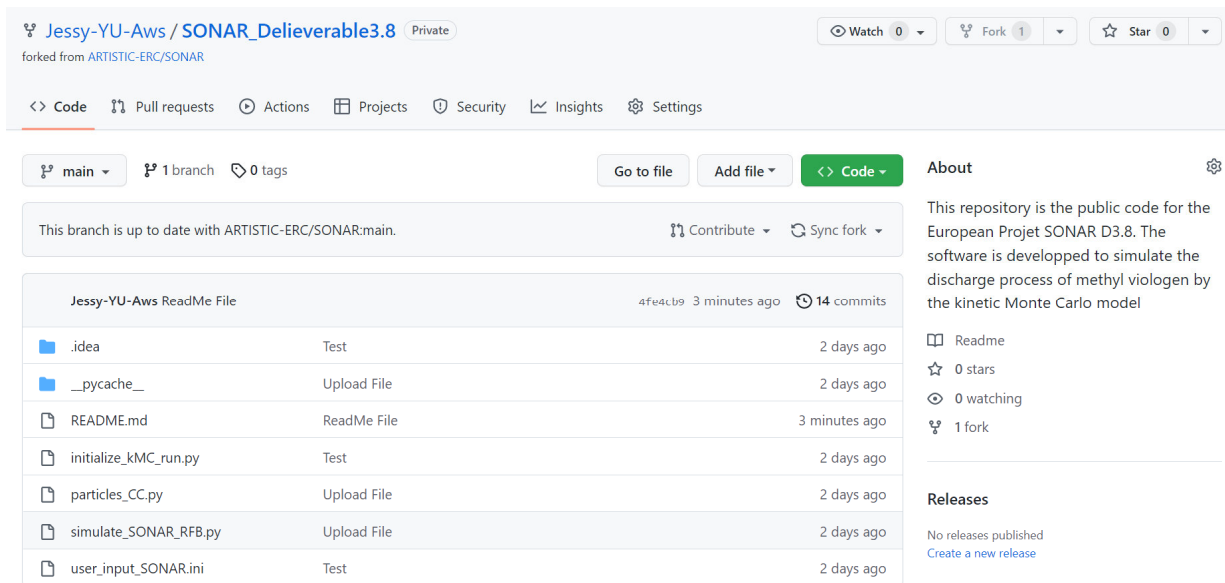 Jessy-YU-Aws / SONAR_Delieverable3.8 Private
Watch 0
Fork 1
Star 0
forked from ARTISTIC-ERC/SONAR
Code
Pull requests
Actions
Projects
Security
Insights
Settings
main
1 branch
0 tags
Go to file
Add file
Code
This branch is up to date with ARTISTIC-ERC/SONAR:main.
Contribute
Sync fork
Jessy-YU-Aws ReadMe File 4fe4cb9 3 minutes ago 14 commits
.idea Test 2 days ago
__pycache__ Upload File 2 days ago
README.md ReadMe File 3 minutes ago
initialize_kMC_run.py Test 2 days ago
particles_CC.py Upload File 2 days ago
simulate_SONAR_RFB.py Upload File 2 days ago
user_input_SONAR.ini Test 2 days ago
About
This repository is the public code for the
European Projet SONAR D3.8. The
software is developped to simulate the
discharge process of methyl viologen by
the kinetic Monte Carlo model
Readme
0 stars
0 watching
1 fork
Releases
No releases published
Create a new release